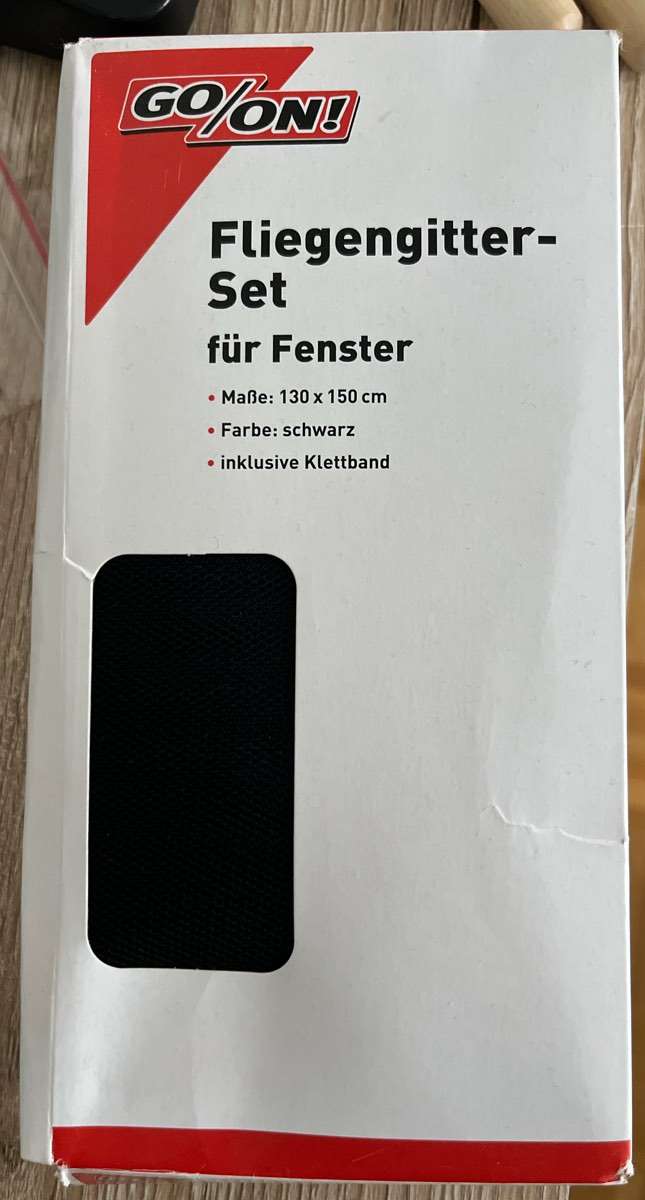 GO/ON!
Fliegengitter-
Set
für Fenster
• Maße: 130 x 150 cm
• Farbe: schwarz
• inklusive Klettband